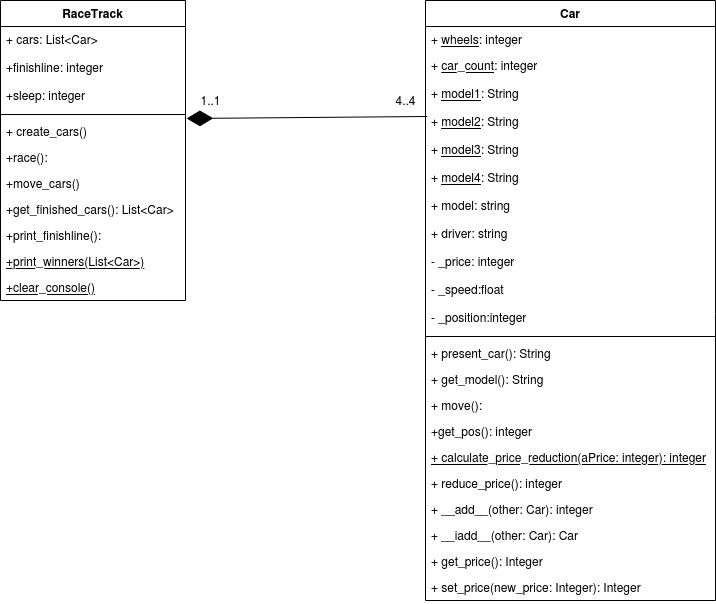 RaceTrack
+ cars: List<Car>
+finishline: integer
+sleep: integer
+ create_cars()
+race():
+move_cars()
+get_finished_cars(): List<Car>
+print_finishline():
+print_winners(List<Car>)
+clear_console()
1..1
4..4
Car
+ wheels: integer
+ car_count: integer
+ model1: String
+ model2: String
+ model3: String
+ model4: String
+ model: string
+ driver: string
- _price: integer
- _speed:float
- _position:integer
+ present_car(): String
+ get_model(): String
+ move():
+get_pos(): integer
+ calculate_price_reduction(aPrice: integer): integer
+ reduce_price(): integer
+ __add__(other: Car): integer
+ __iadd__(other: Car): Car
+ get_price(): Integer
+ set_price(new_price: Integer): Integer